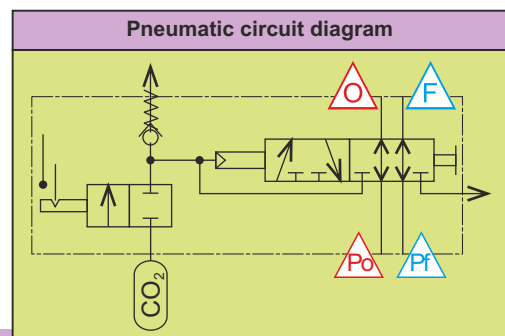 Pneumatic circuit diagram
O
F
Po
Pf
CO₂